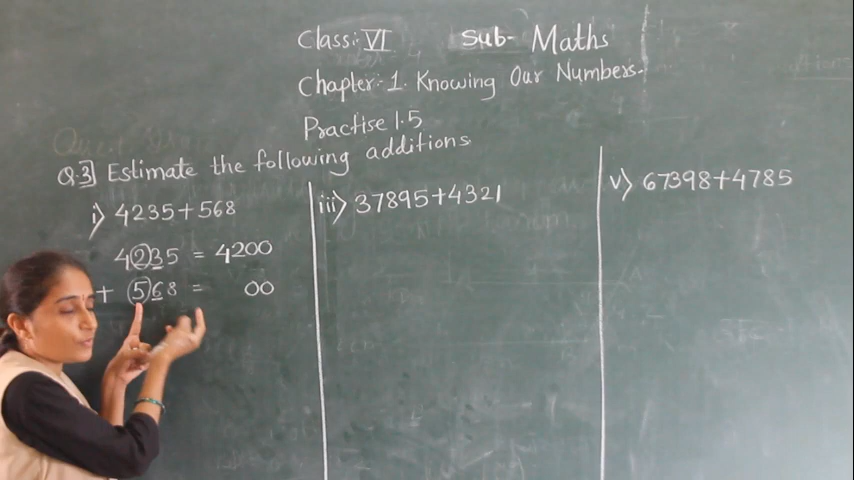 Class:- VI Sub- Maths
Chapter:- 1. Knowing Our Numbers.
Practise 1.5
Q.3] Estimate the following additions.
i) 4235+568
4235 = 4200
+ 568 = 00
iii) 37895+4321
v) 67398+4785